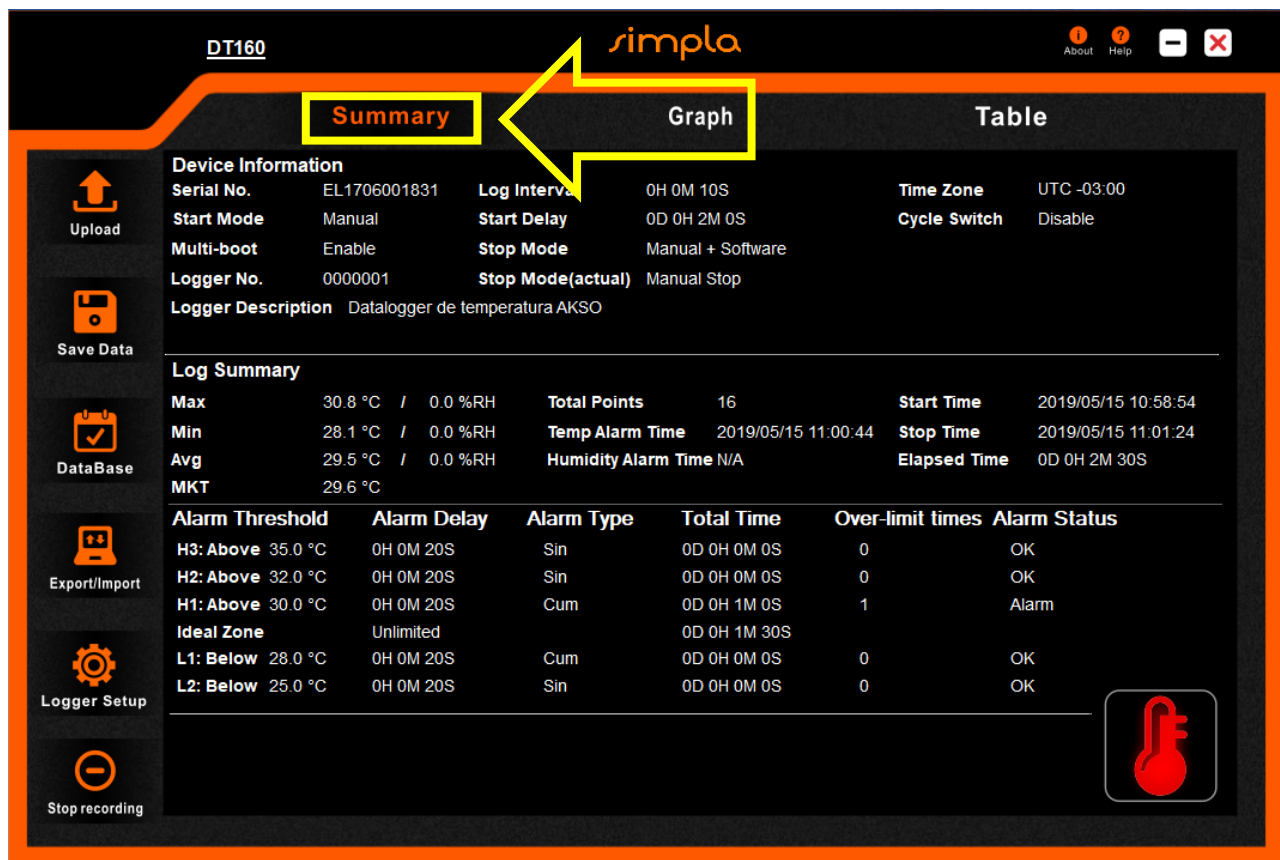 DT160
simpla
About
Help
Summary Graph Table
Upload
Save Data
DataBase
Export/Import
Logger Setup
Stop recording
Device Information
Serial No. EL1706001831 Log Interva 0H 0M 10S Time Zone UTC -03:00
Start Mode Manual Start Delay 0D 0H 2M 0S Cycle Switch Disable
Multi-boot Enable Stop Mode Manual + Software
Logger No. 0000001 Stop Mode(actual) Manual Stop
Logger Description Datalogger de temperatura AKSO
Log Summary
Max 30.8 °C / 0.0 %RH Total Points 16 Start Time 2019/05/15 10:58:54
Min 28.1 °C / 0.0 %RH Temp Alarm Time 2019/05/15 11:00:44 Stop Time 2019/05/15 11:01:24
Avg 29.5 °C / 0.0 %RH Humidity Alarm Time N/A Elapsed Time 0D 0H 2M 30S
MKT 29.6 °C
Alarm Threshold Alarm Delay Alarm Type Total Time Over-limit times Alarm Status
H3: Above 35.0 °C 0H 0M 20S Sin 0D 0H 0M 0S 0 OK
H2: Above 32.0 °C 0H 0M 20S Sin 0D 0H 0M 0S 0 OK
H1: Above 30.0 °C 0H 0M 20S Cum 0D 0H 1M 0S 1 Alarm
Ideal Zone Unlimited 0D 0H 1M 30S
L1: Below 28.0 °C 0H 0M 20S Cum 0D 0H 0M 0S 0 OK
L2: Below 25.0 °C 0H 0M 20S Sin 0D 0H 0M 0S 0 OK